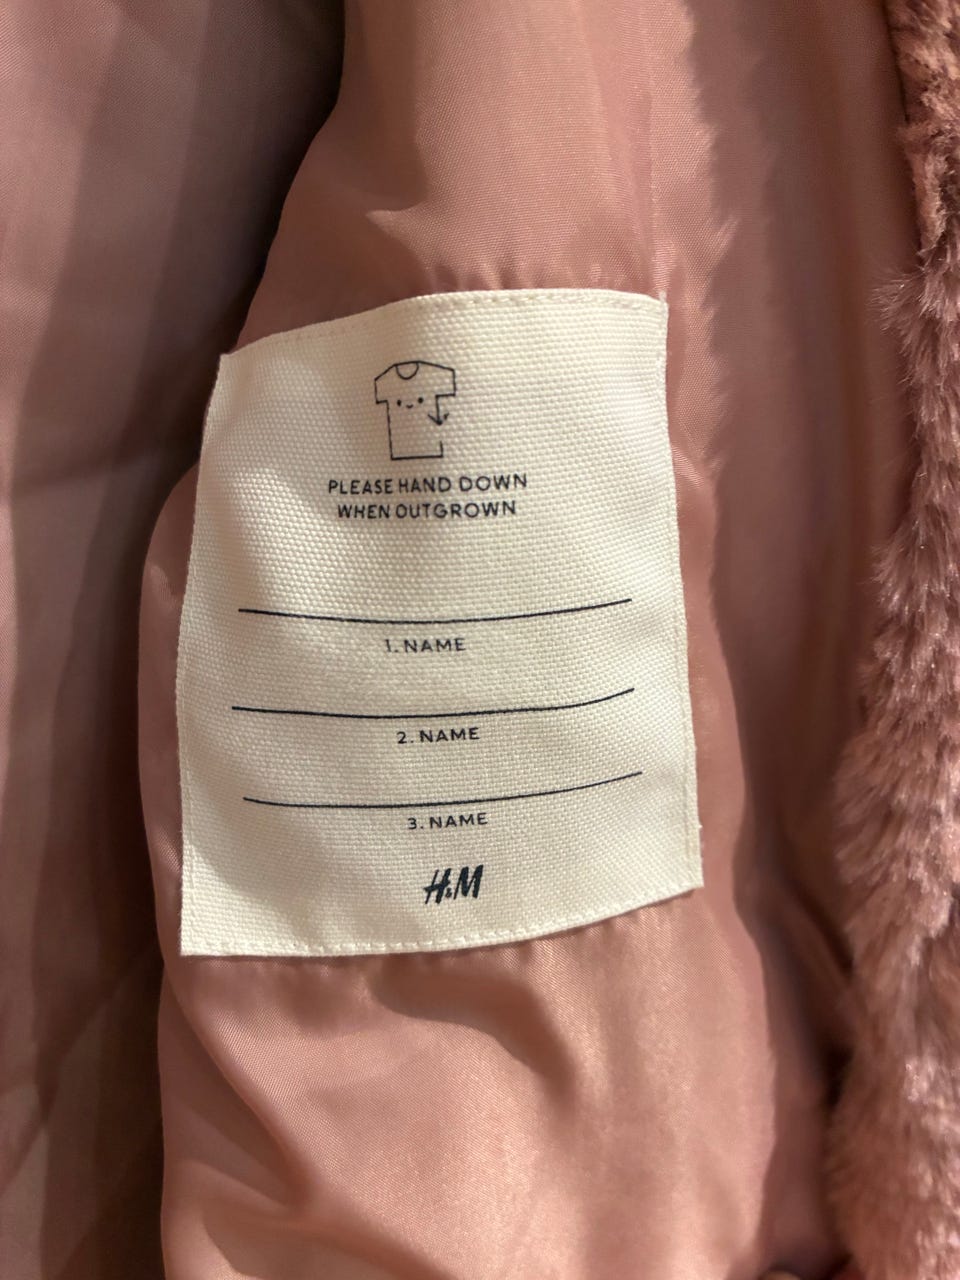 PLEASE HAND DOWN
WHEN OUTGROWN
1. NAME
2. NAME
3. NAME
H&M